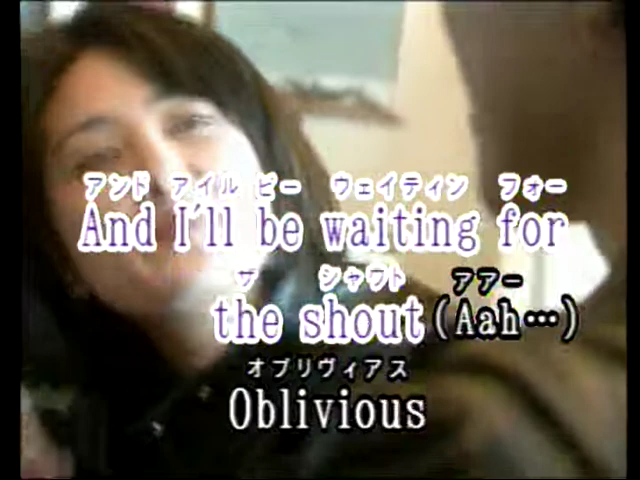 アンド アイル ビー ウェイティン フォー
And I'll be waiting for
ザ シャウト アアー
the shout(Aah…)
オブリヴィアス
Oblivious